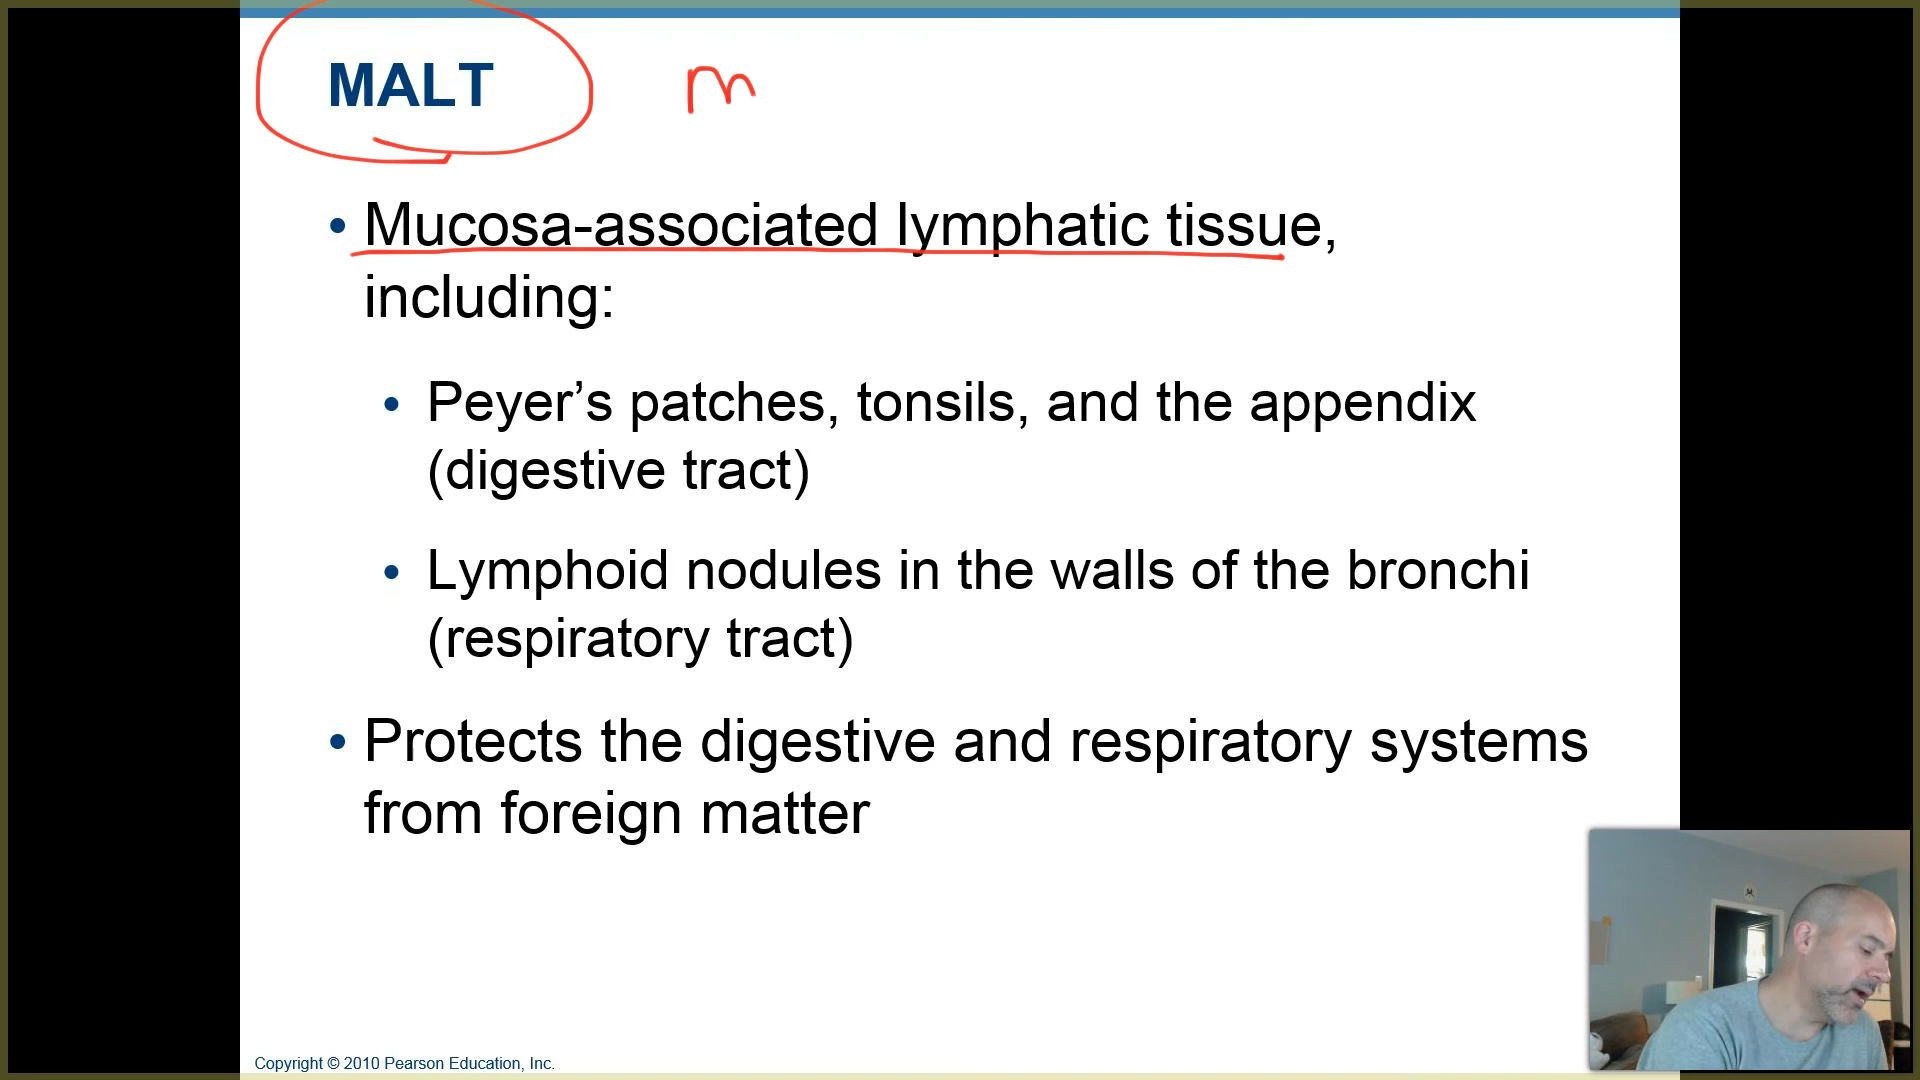 MALT m
• Mucosa-associated lymphatic tissue,
including:
• Peyer’s patches, tonsils, and the appendix
(digestive tract)
• Lymphoid nodules in the walls of the bronchi
(respiratory tract)
• Protects the digestive and respiratory systems
from foreign matter
Copyright © 2010 Pearson Education, Inc.